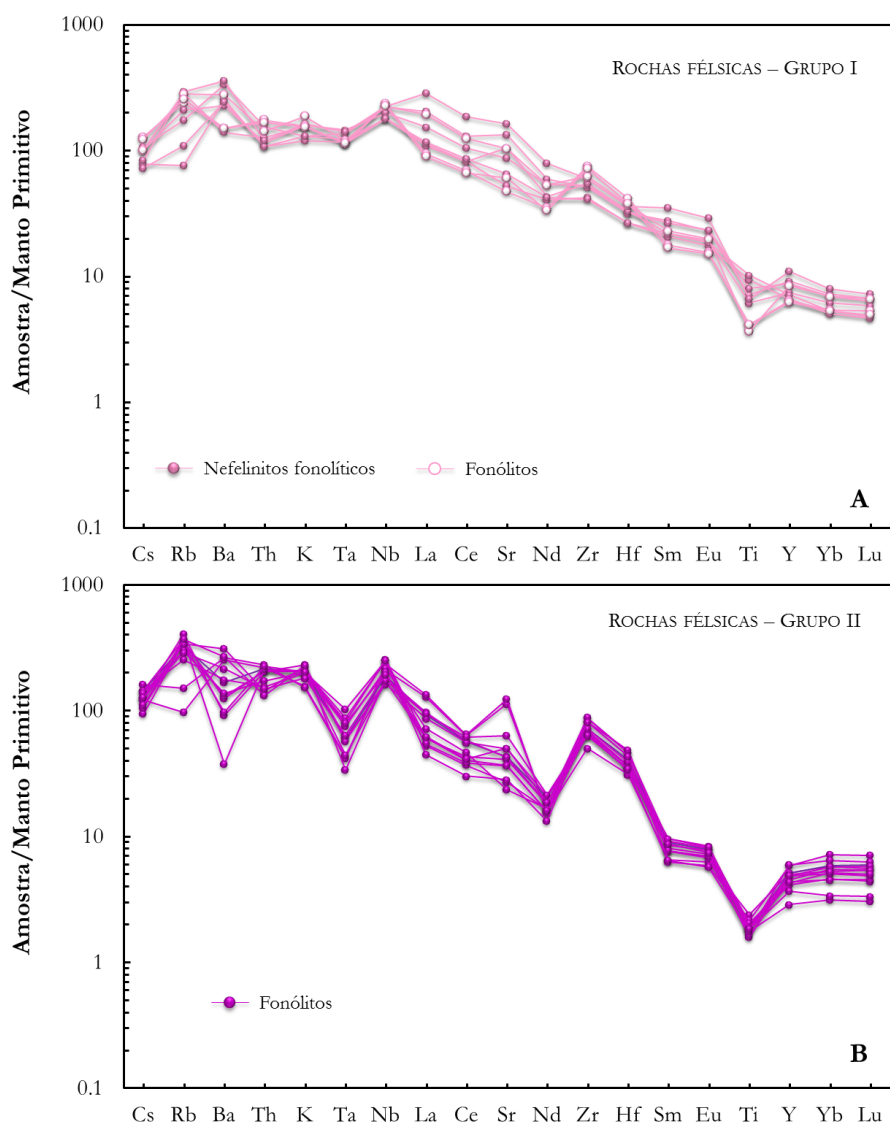 1000
100
10
1
0.1
Amostra/Manto Primitivo
ROCHAS FÉLSICAS – GRUPO I
Nefelinitos fonolíticos
Fonólitos
A
Cs Rb Ba Th K Ta Nb La Ce Sr Nd Zr Hf Sm Eu Ti Y Yb Lu
1000
100
10
1
0.1
Amostra/Manto Primitivo
ROCHAS FÉLSICAS – GRUPO II
Fonólitos
B
Cs Rb Ba Th K Ta Nb La Ce Sr Nd Zr Hf Sm Eu Ti Y Yb Lu